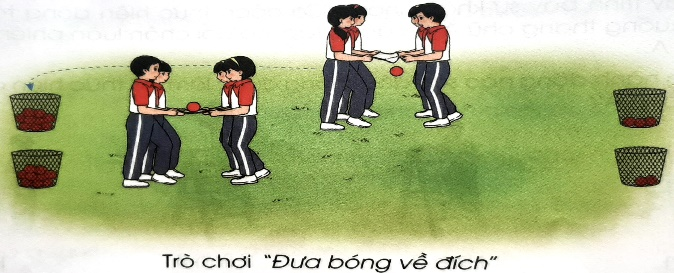 Trò chơi "Đưa bóng về đích"